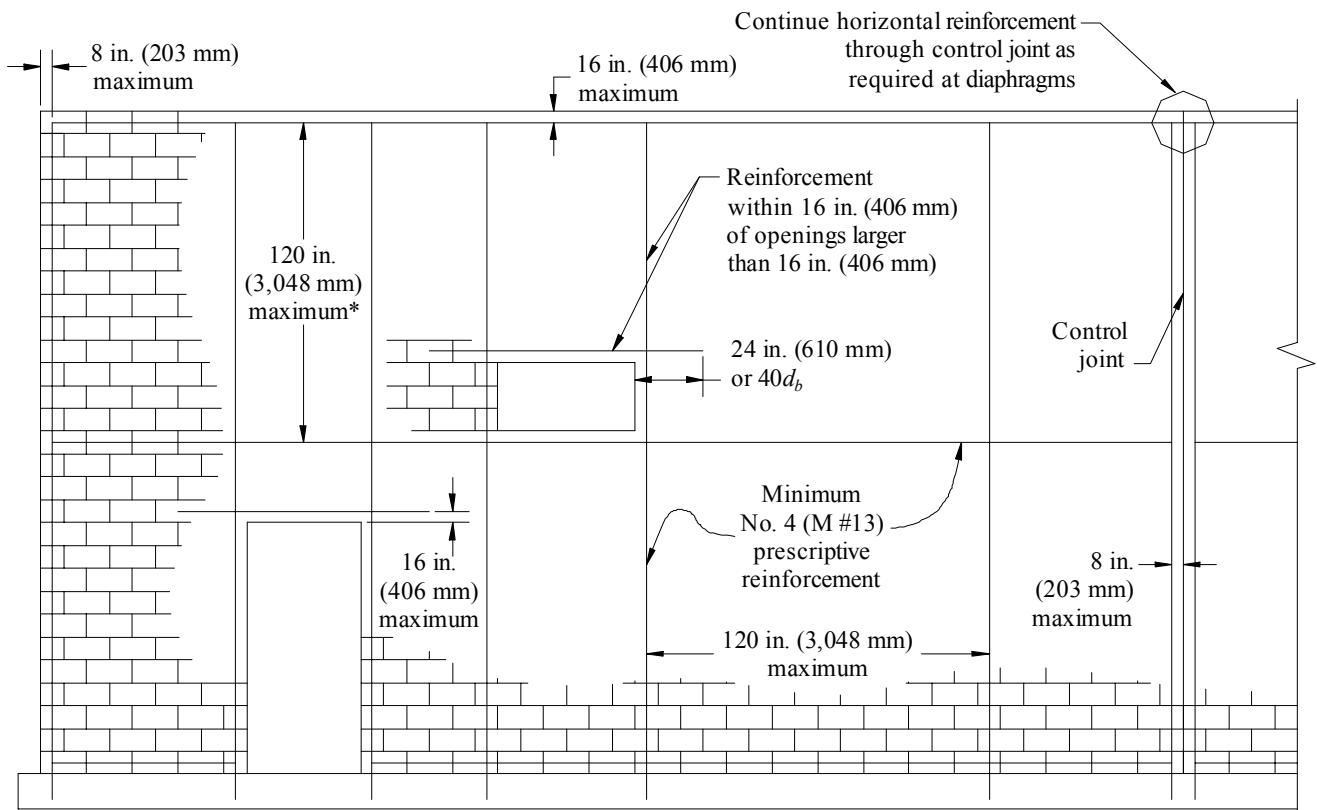 Continue horizontal reinforcement
through control joint as
required at diaphragms
8 in. (203 mm)
maximum
16 in. (406 mm)
maximum
Reinforcement
within 16 in. (406 mm)
of openings larger
than 16 in. (406 mm)
120 in.
(3,048 mm)
maximum*
24 in. (610 mm)
or 40d_b
Control
joint
Minimum
No. 4 (M #13)
prescriptive
reinforcement
16 in.
(406 mm)
maximum
8 in.
(203 mm)
maximum
120 in. (3,048 mm)
maximum